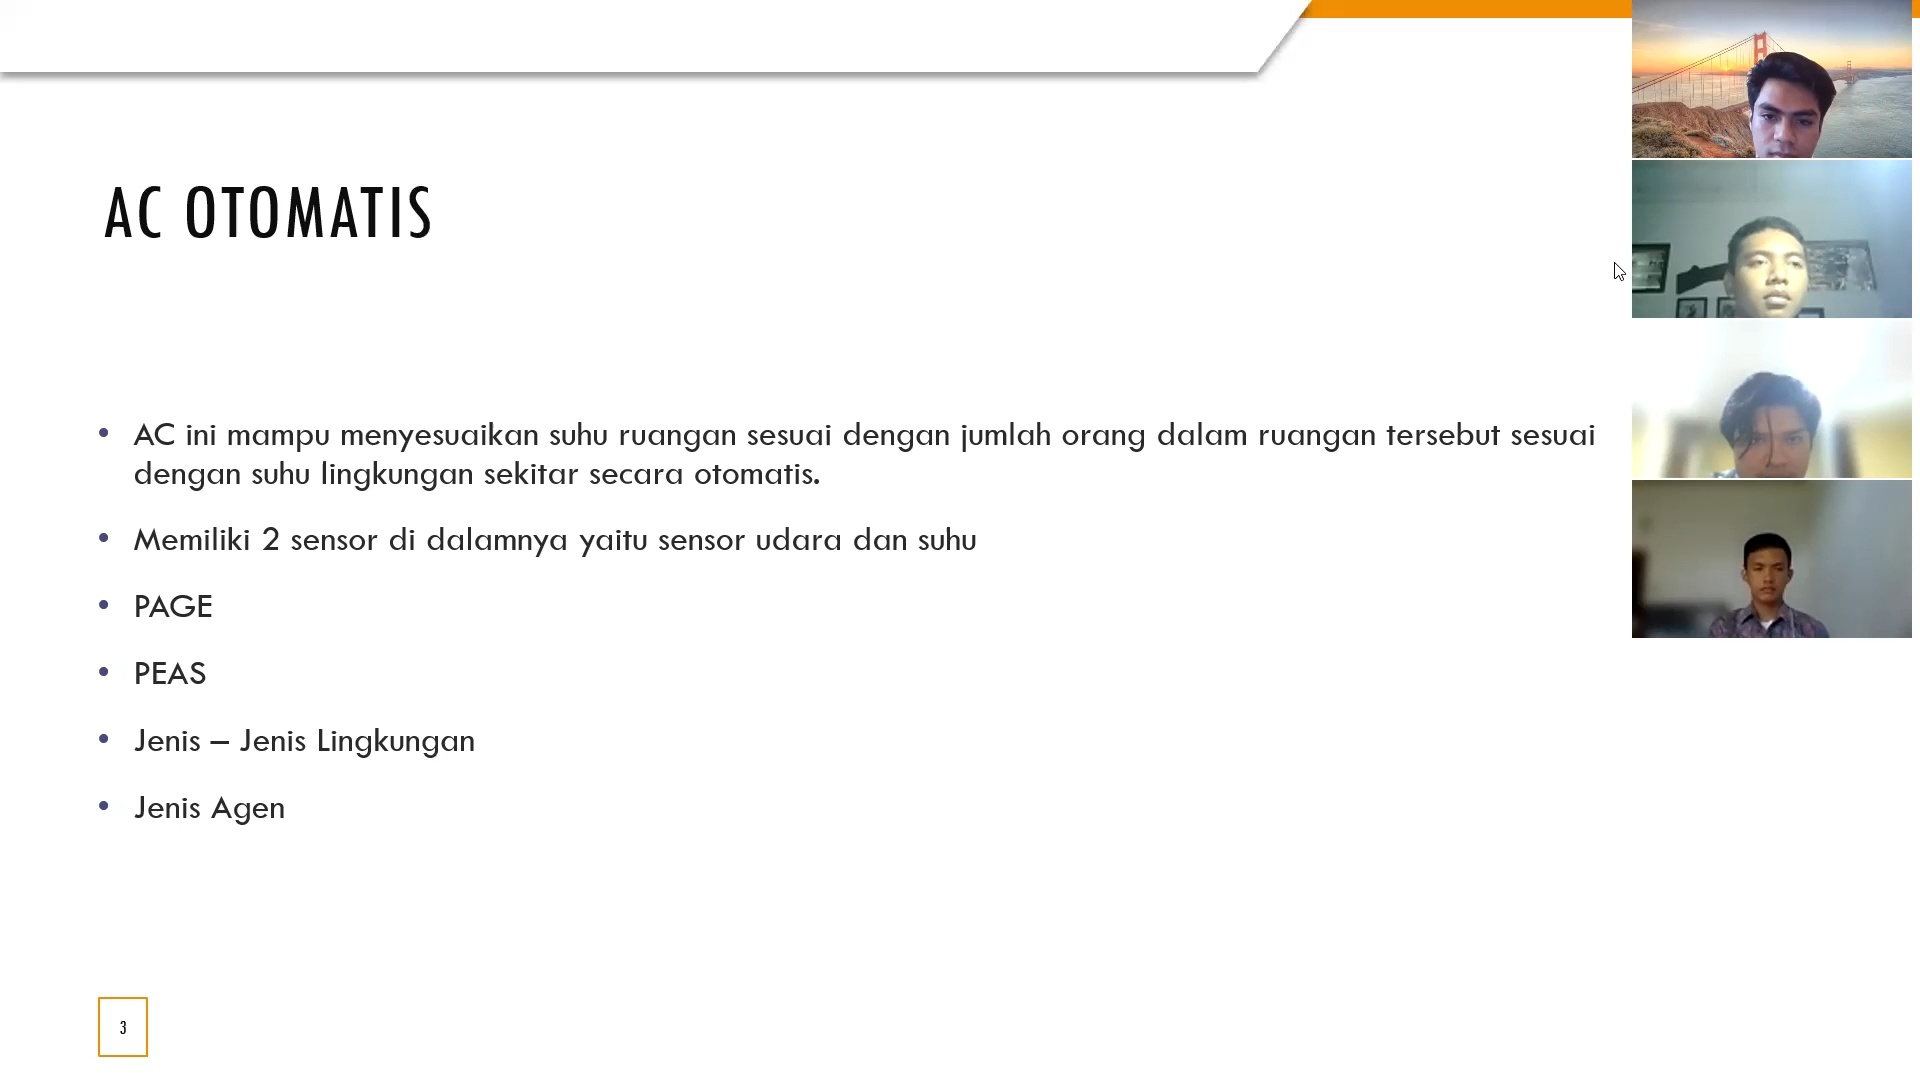 AC OTOMATIS
• AC ini mampu menyesuaikan suhu ruangan sesuai dengan jumlah orang dalam ruangan tersebut sesuai
dengan suhu lingkungan sekitar secara otomatis.
• Memiliki 2 sensor di dalamnya yaitu sensor udara dan suhu
• PAGE
• PEAS
• Jenis – Jenis Lingkungan
• Jenis Agen
3